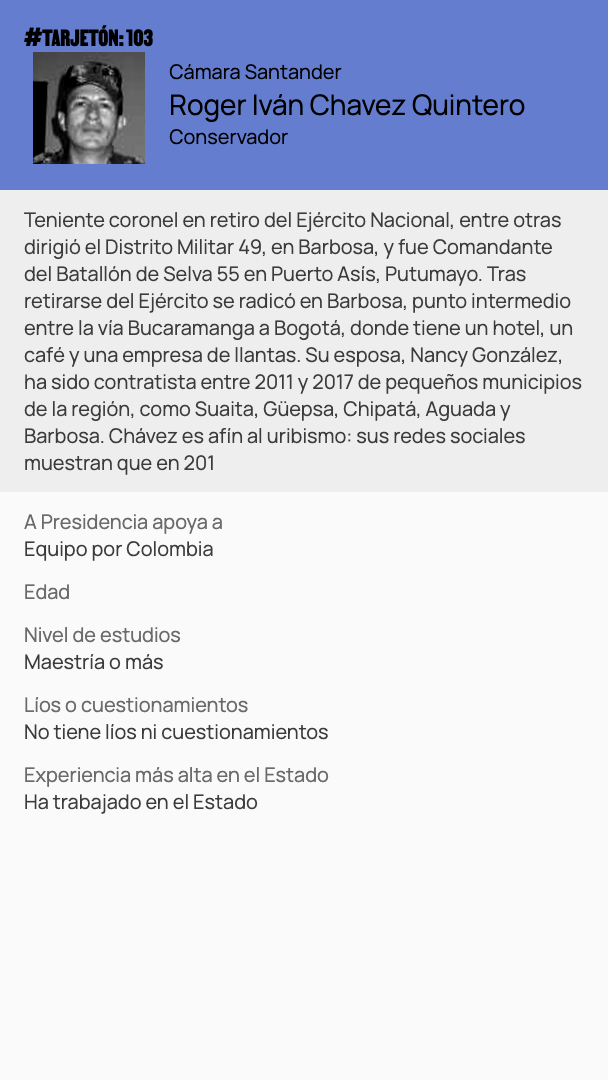 #TARJETÓN: 103
Cámara Santander
Roger Iván Chavez Quintero
Conservador
Teniente coronel en retiro del Ejército Nacional, entre otras
dirigió el Distrito Militar 49, en Barbosa, y fue Comandante
del Batallón de Selva 55 en Puerto Asís, Putumayo. Tras
retirarse del Ejército se radicó en Barbosa, punto intermedio
entre la vía Bucaramanga a Bogotá, donde tiene un hotel, un
café y una empresa de llantas. Su esposa, Nancy González,
ha sido contratista entre 2011 y 2017 de pequeños municipios
de la región, como Suaita, Güepsa, Chipatá, Aguada y
Barbosa. Chávez es afín al uribismo: sus redes sociales
muestran que en 201
A Presidencia apoya a
Equipo por Colombia
Edad
Nivel de estudios
Maestría o más
Líos o cuestionamientos
No tiene líos ni cuestionamientos
Experiencia más alta en el Estado
Ha trabajado en el Estado